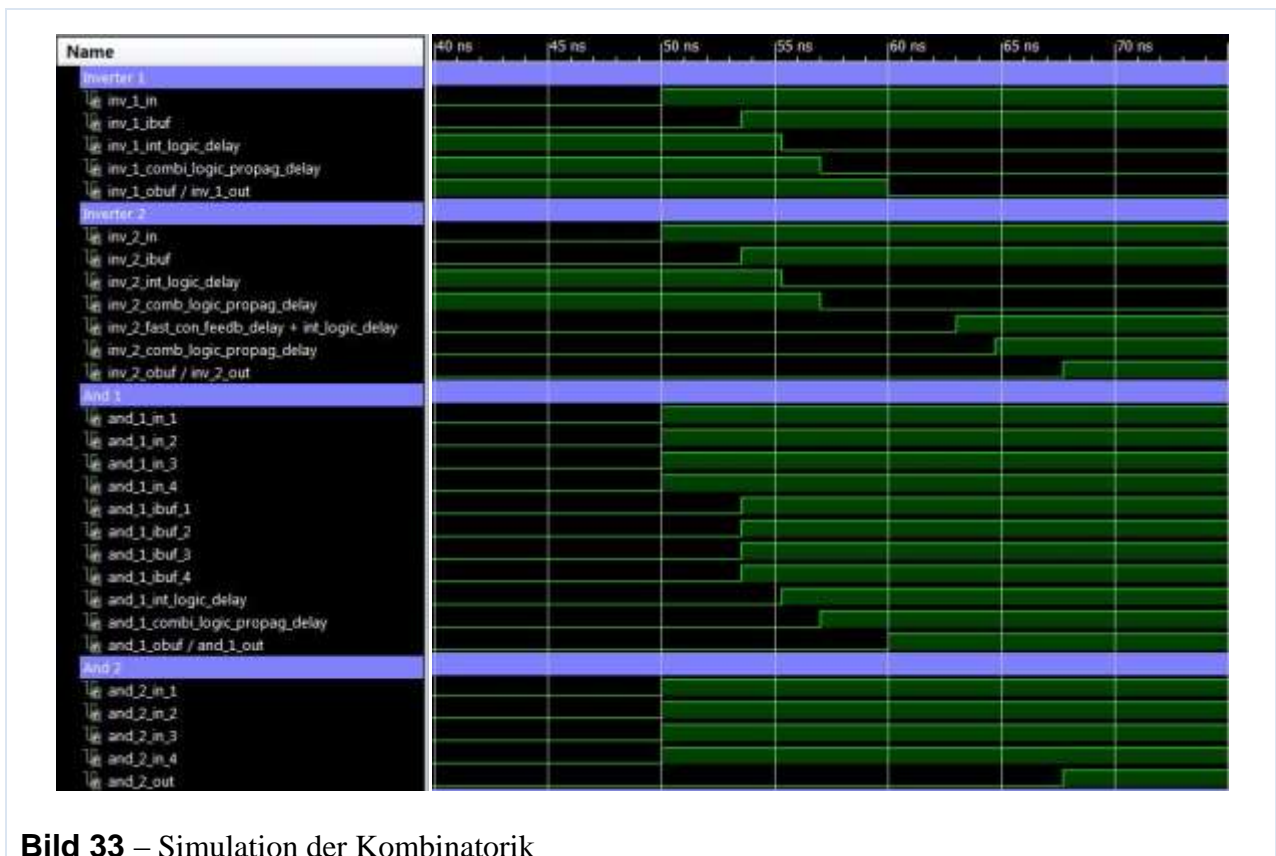 Name
40 ns 45 ns 50 ns 55 ns 60 ns 65 ns 70 ns
Inverter 1
inv_1_in
inv_1_ibuf
inv_1_int_logic_delay
inv_1_combi_logic_propag_delay
inv_1_obuf / inv_1_out
Inverter 2
inv_2_in
inv_2_ibuf
inv_2_int_logic_delay
inv_2_comb_logic_propag_delay
inv_2_fast_con_feedb_delay + int_logic_delay
inv_2_comb_logic_propag_delay
inv_2_obuf / inv_2_out
And 1
and_1_in_1
and_1_in_2
and_1_in_3
and_1_in_4
and_1_ibuf_1
and_1_ibuf_2
and_1_ibuf_3
and_1_ibuf_4
and_1_int_logic_delay
and_1_combi_logic_propag_delay
and_1_obuf / and_1_out
And 2
and_2_in_1
and_2_in_2
and_2_in_3
and_2_in_4
and_2_out
Bild 33 – Simulation der Kombinatorik